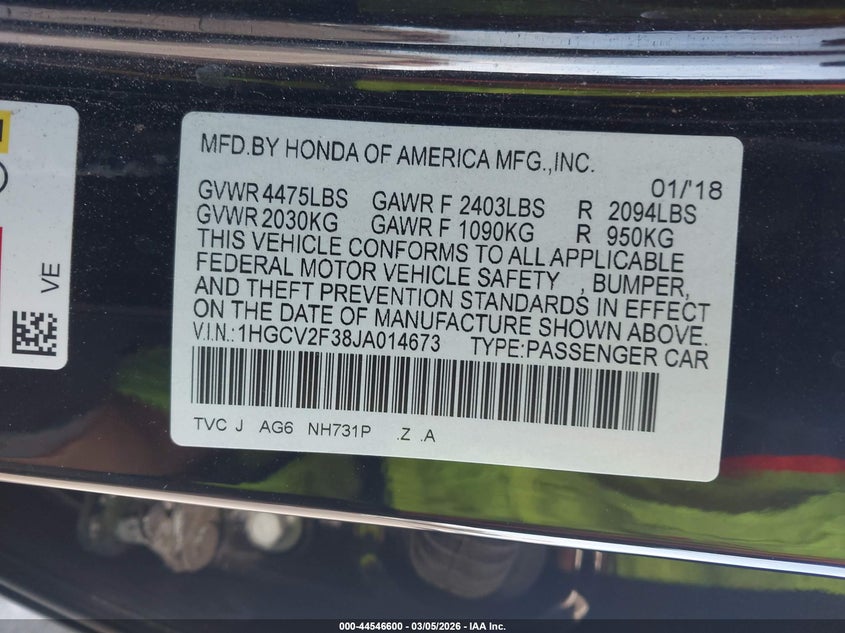 MFD.BY HONDA OF AMERICA MFG.,INC.
01/'18
GVWR 4475LBS GAWR F 2403LBS R 2094LBS
GVWR 2030KG GAWR F 1090KG R 950KG
THIS VEHICLE CONFORMS TO ALL APPLICABLE
FEDERAL MOTOR VEHICLE SAFETY , BUMPER,
AND THEFT PREVENTION STANDARDS IN EFFECT
ON THE DATE OF MANUFACTURE SHOWN ABOVE.
V.I.N.:1HGCV2F38JA014673 TYPE:PASSENGER CAR
TVC J AG6 NH731P .Z .A
VE
000-44546600 — 03/05/2026 — IAA Inc.